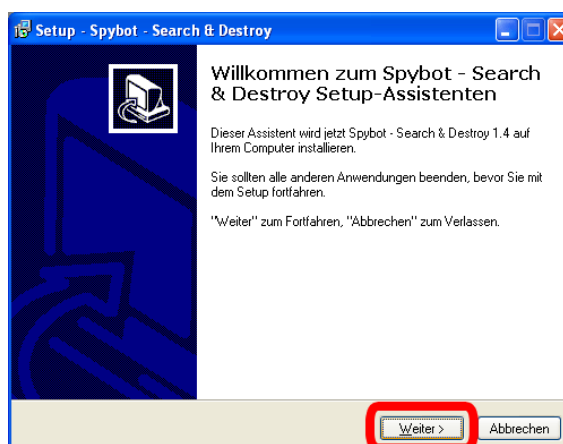 Setup - Spybot - Search & Destroy
Willkommen zum Spybot - Search
& Destroy Setup-Assistenten
Dieser Assistent wird jetzt Spybot - Search & Destroy 1.4 auf
Ihrem Computer installieren.
Sie sollten alle anderen Anwendungen beenden, bevor Sie mit
dem Setup fortfahren.
"Weiter" zum Fortfahren, "Abbrechen" zum Verlassen.
Weiter >
Abbrechen